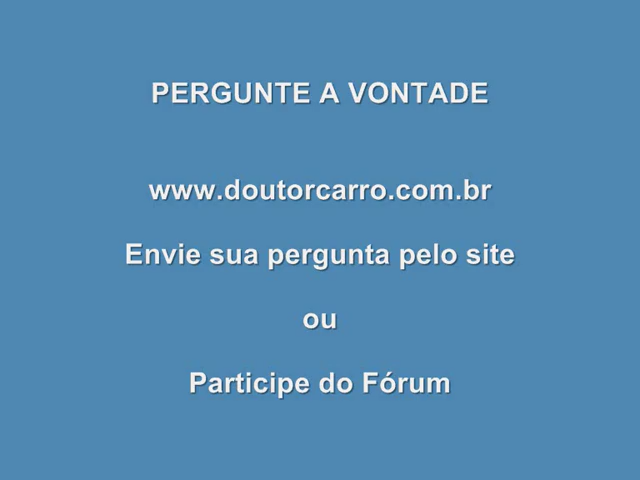 PERGUNTE A VONTADE
www.doutorcarro.com.br
Envie sua pergunta pelo site
ou
Participe do Fórum